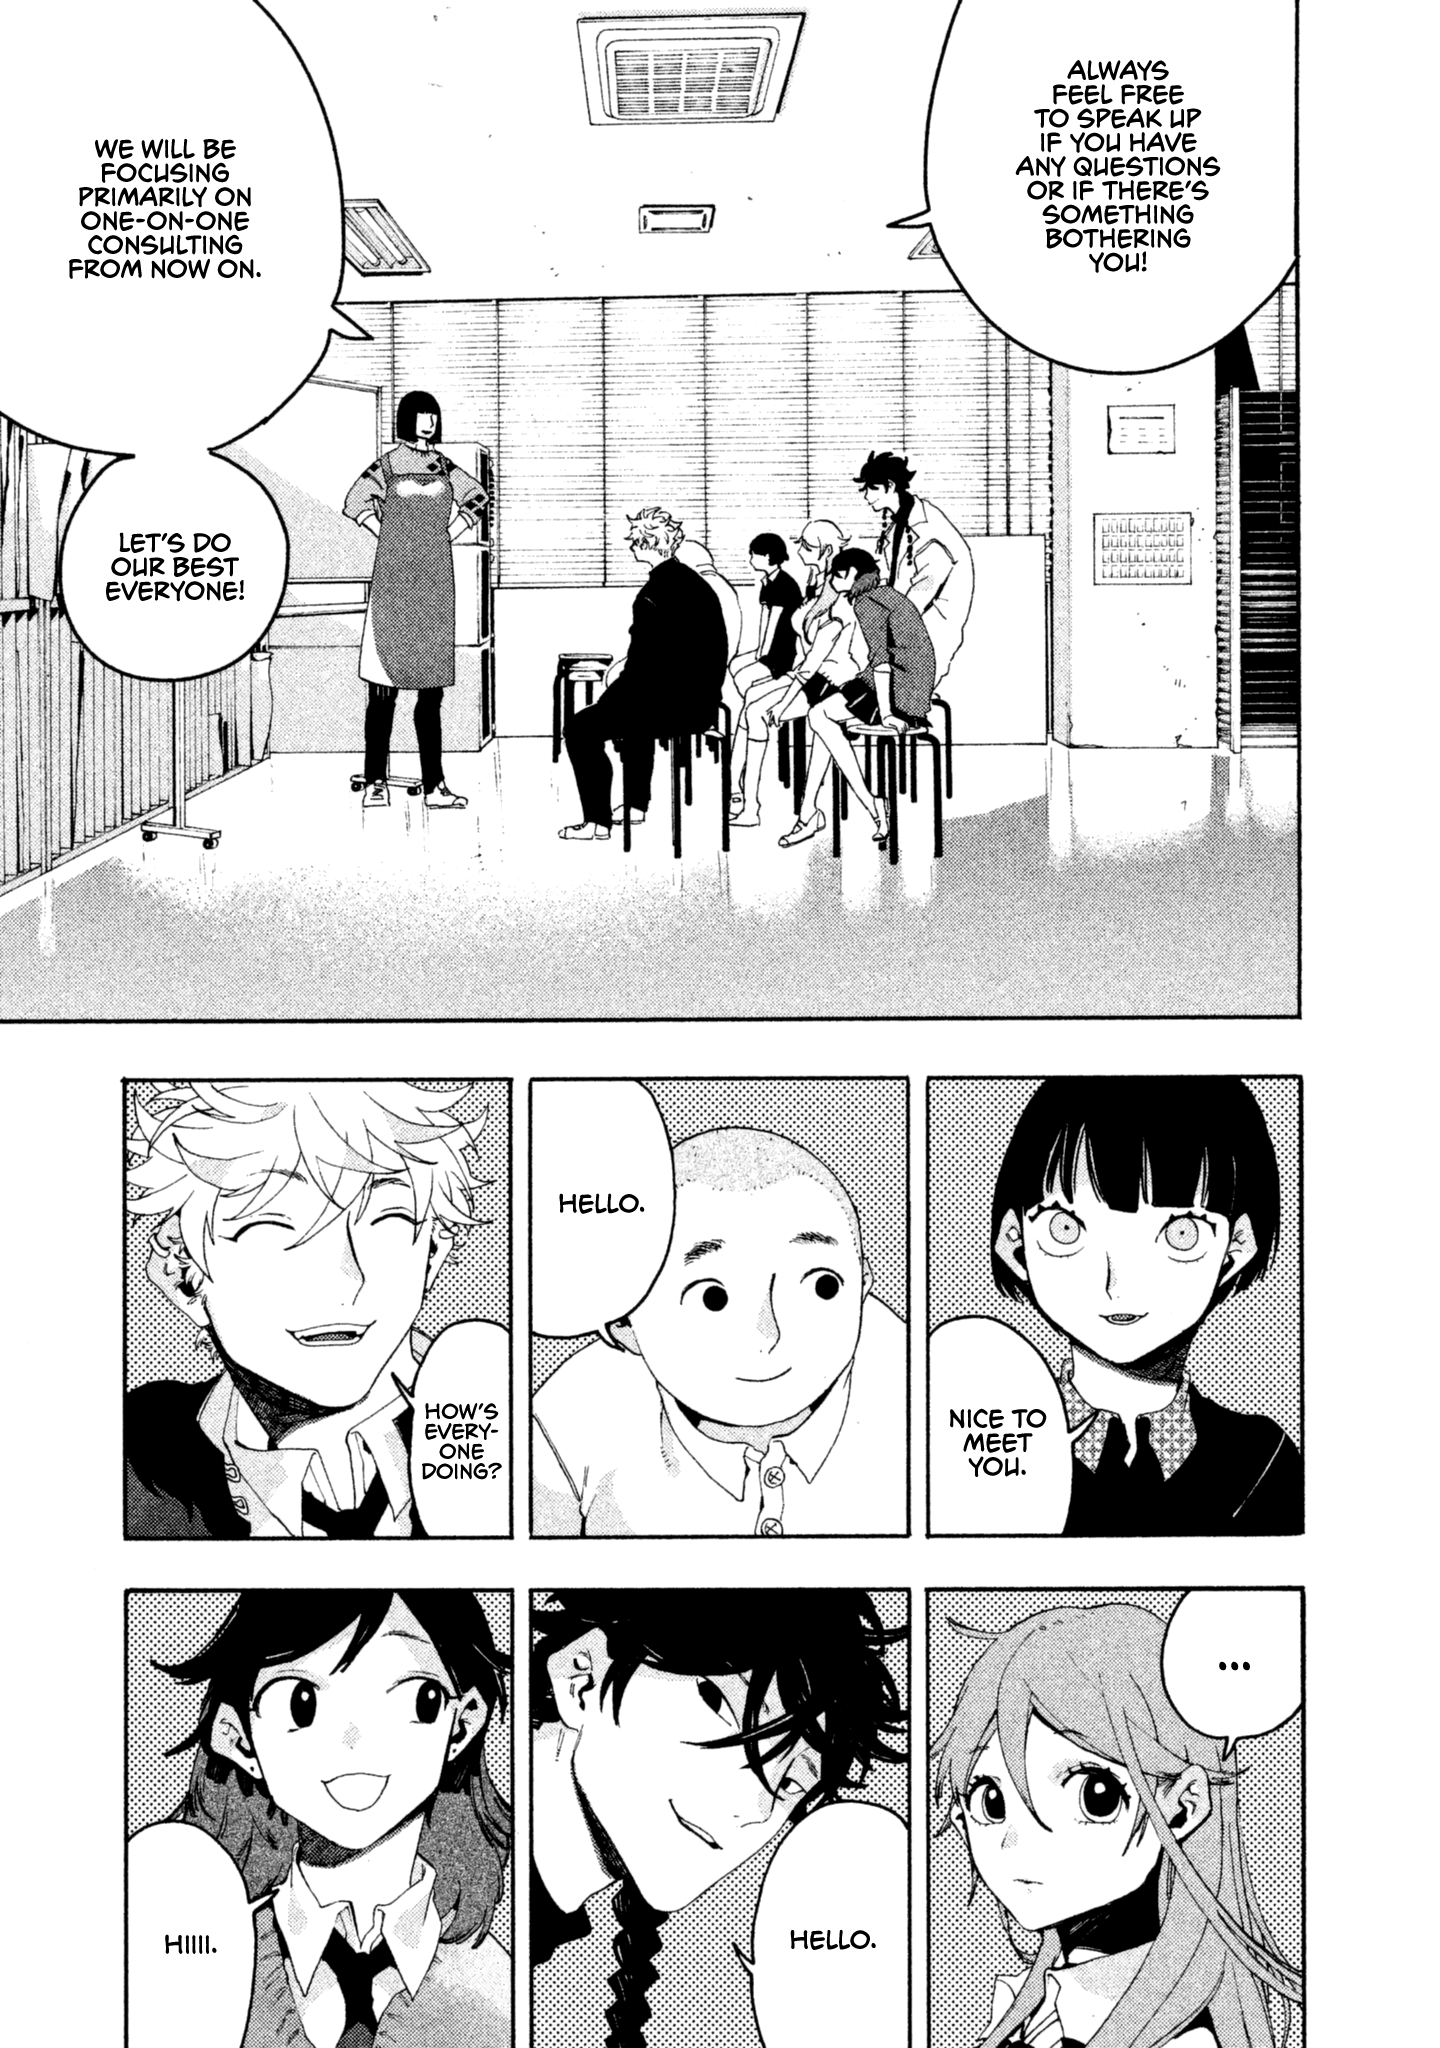 ALWAYS
FEEL FREE
TO SPEAK UP
IF YOU HAVE
ANY QUESTIONS
OR IF THERE'S
SOMETHING
BOTHERING
YOU!
WE WILL BE
FOCUSING
PRIMARILY ON
ONE-ON-ONE
CONSULTING
FROM NOW ON.
LET'S DO
OUR BEST
EVERYONE!
NICE TO
MEET
YOU.
HELLO.
HOW'S
EVERY-
ONE
DOING?
...
HELLO.
HIIII.